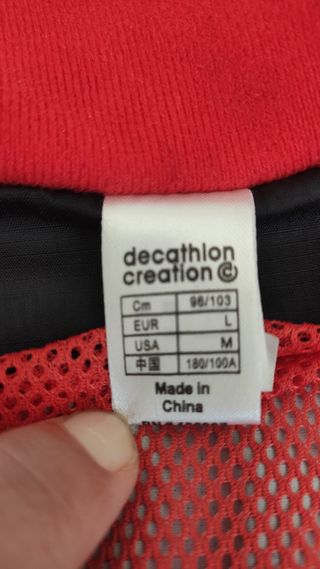 decathlon
creation ©
Cm 96/103
EUR L
USA M
中国 180/100A
Made in
China